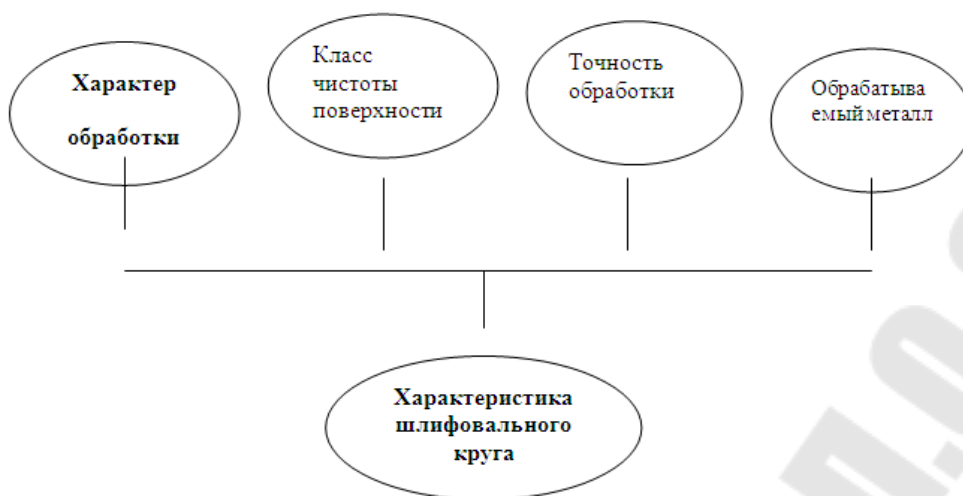 Характер
обработки
Класс
чистоты
поверхности
Точность
обработки
Обрабатыва
емый металл
Характеристика
шлифовального
круга